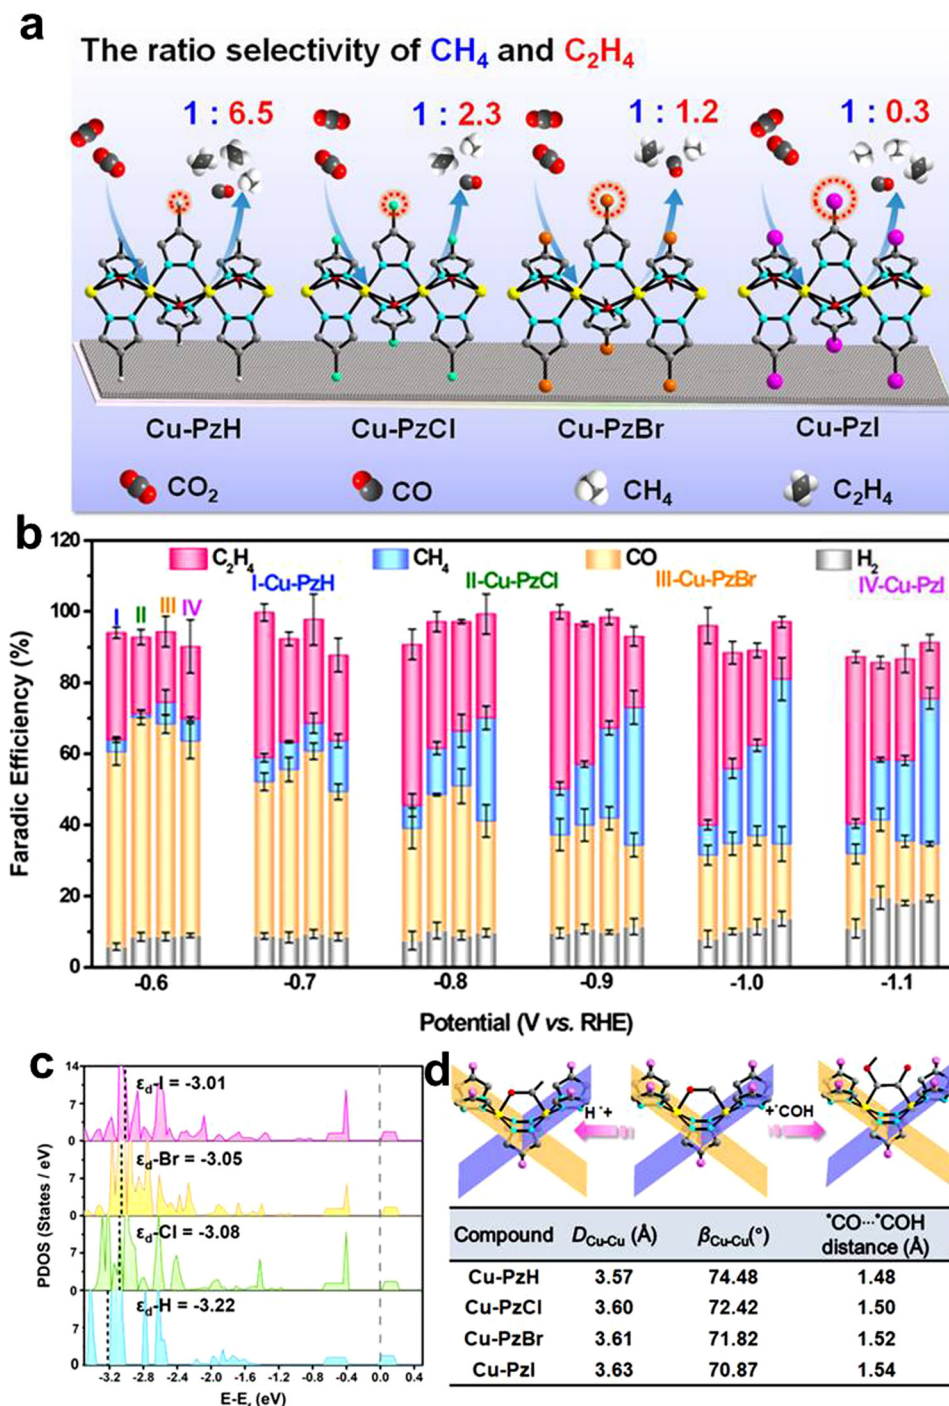 a
The ratio selectivity of CH₄ and C₂H₄
1 : 6.5 1 : 2.3 1 : 1.2 1 : 0.3
Cu-PzH Cu-PzCl Cu-PzBr Cu-PzI
CO₂ CO CH₄ C₂H₄
b
120
100
80
60
40
20
0
Faradic Efficiency (%)
C₂H₄ CH₄ CO H₂
I-Cu-PzH II-Cu-PzCl III-Cu-PzBr IV-Cu-PzI
I II III IV
-0.6 -0.7 -0.8 -0.9 -1.0 -1.1
Potential (V vs. RHE)
c
PDOS (States / eV)
14
7
0
εd-I = -3.01
7
0
εd-Br = -3.05
7
0
εd-Cl = -3.08
7
0
εd-H = -3.22
-3.2 -2.8 -2.4 -2.0 -1.6 -1.2 -0.8 -0.4 0.0 0.4
E-Ef (eV)
d
H*+ +*COH
Compound D Cu-Cu (Å) β Cu-Cu(°) *CO···*COH distance (Å)
Cu-PzH 3.57 74.48 1.48
Cu-PzCl 3.60 72.42 1.50
Cu-PzBr 3.61 71.82 1.52
Cu-PzI 3.63 70.87 1.54